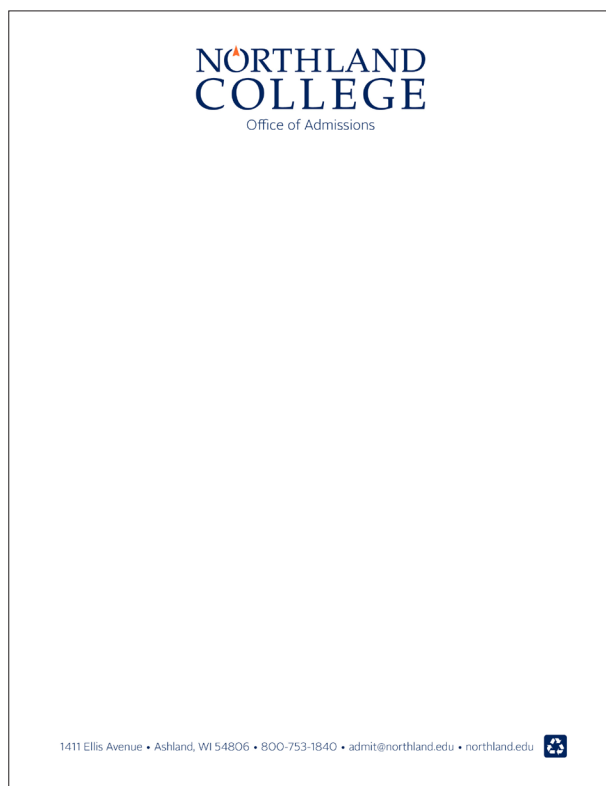 NORTHLAND
COLLEGE
Office of Admissions
1411 Ellis Avenue • Ashland, WI 54806 • 800-753-1840 • admit@northland.edu • northland.edu